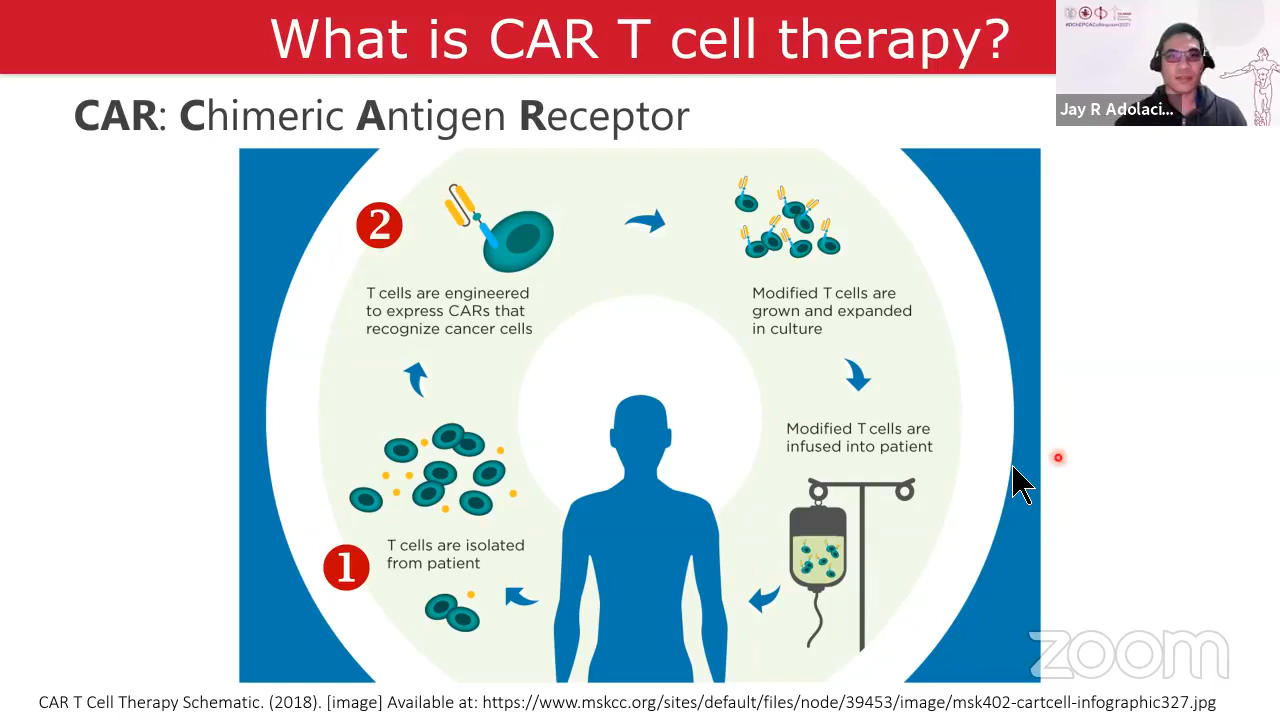 What is CAR T cell therapy?
#DChEPCAColloquium2021
Jay R Adolaci...
CAR: Chimeric Antigen Receptor
2
T cells are engineered
to express CARs that
recognize cancer cells
Modified T cells are
grown and expanded
in culture
Modified T cells are
infused into patient
1
T cells are isolated
from patient
zoom
CAR T Cell Therapy Schematic. (2018). [image] Available at: https://www.mskcc.org/sites/default/files/node/39453/image/msk402-cartcell-infographic327.jpg